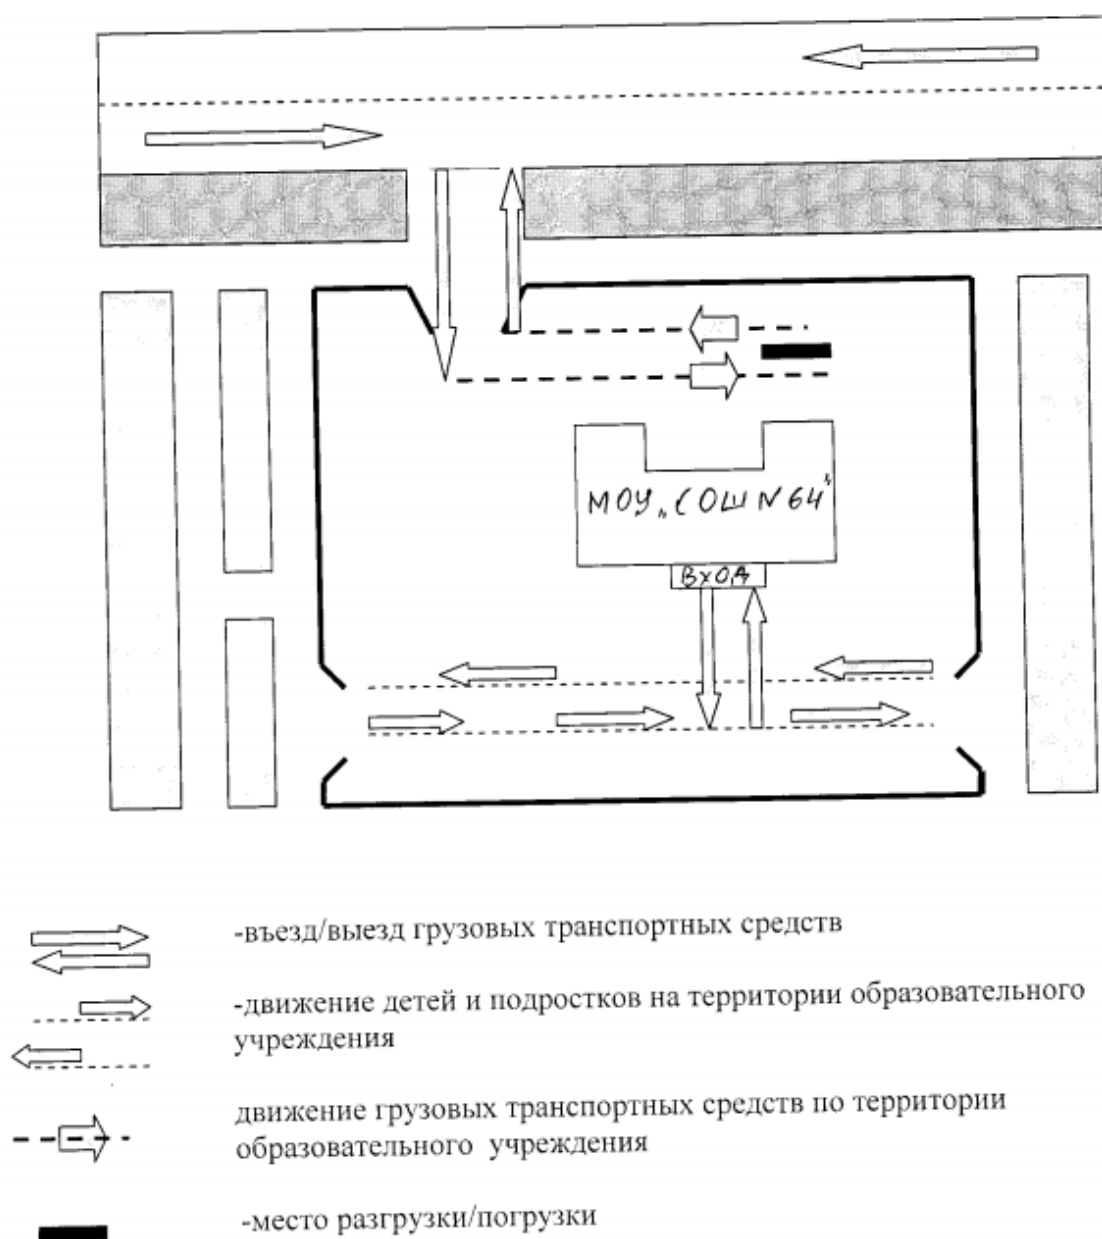 МОУ „СОШ N 64"
ВХОД
-въезд/выезд грузовых транспортных средств
-движение детей и подростков на территории образовательного
учреждения
движение грузовых транспортных средств по территории
образовательного учреждения
-место разгрузки/погрузки